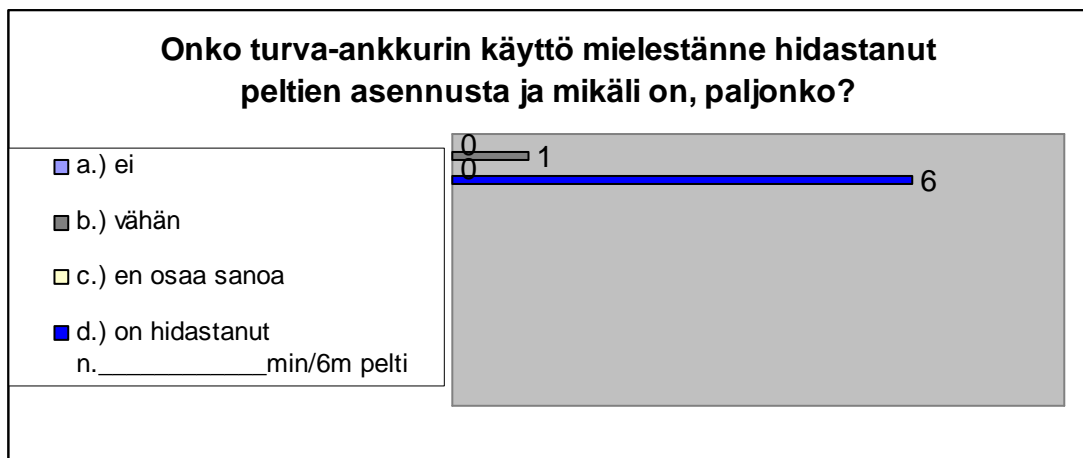 Onko turva-ankkurin käyttö mielestänne hidastanut
peltien asennusta ja mikäli on, paljonko?
a.) ei
b.) vähän
c.) en osaa sanoa
d.) on hidastanut
n.____________min/6m pelti
0
1
0
6